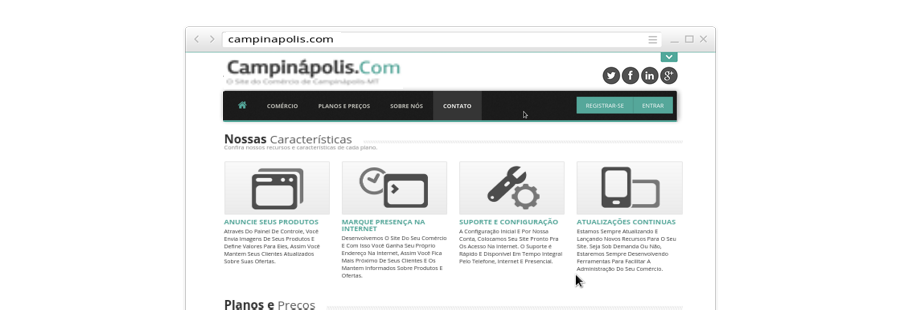 campinapolis.com
Campinápolis.Com
O Site do Comércio de Campinápolis-MT
COMÉRCIO PLANOS E PREÇOS SOBRE NÓS CONTATO REGISTRAR-SE ENTRAR
Nossas Características
Confira nossos recursos e características de cada plano.
ANUNCIE SEUS PRODUTOS
Através Do Painel De Controle, Você
Envia Imagens De Seus Produtos E
Define Valores Para Eles, Assim Você
Mantem Seus Clientes Atualizados
Sobre Suas Ofertas.
MARQUE PRESENÇA NA
INTERNET
Desenvolvemos O Site Do Seu Comércio
E Com Isso Você Ganha Seu Próprio
Endereço Na Internet, Assim Você Fica
Mais Próximo De Seus Clientes E Os
Mantem Informados Sobre Produtos E
Ofertas.
SUPORTE E CONFIGURAÇÃO
A Configuração Inicial É Por Nossa
Conta, Colocamos Seu Site Pronto Pra
Os Acesso Na Internet. O Suporte é
Rápido E Disponível Em Tempo Integral
Pelo Telefone, Internet E Presencial.
ATUALIZAÇÕES CONTINUAS
Estamos Sempre Atualizando E
Lançando Novos Recursos Para O Seu
Site. Seja Sob Demanda Ou Não,
Estaremos Sempre Desenvolvendo
Ferramentas Para Facilitar A
Administração Do Seu Comércio.
Planos e Preços